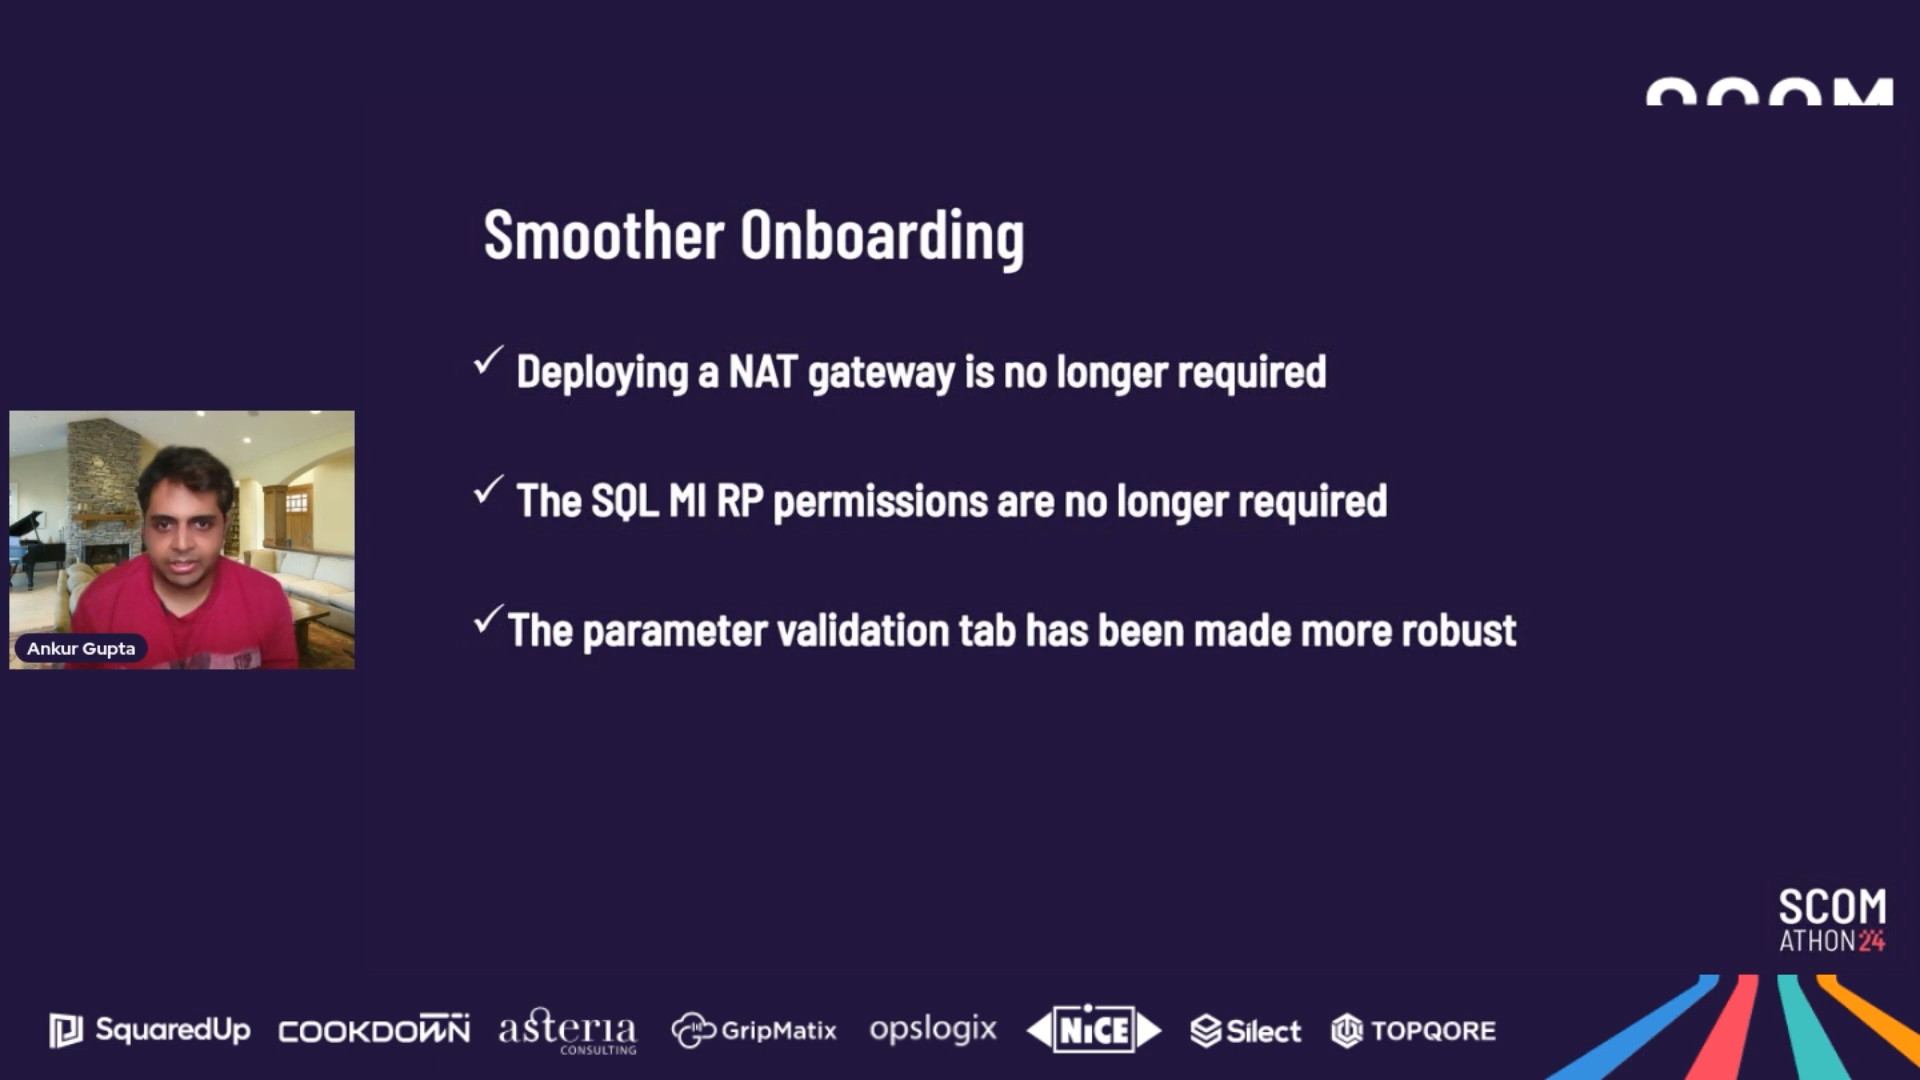 SCOM
Smoother Onboarding
✓ Deploying a NAT gateway is no longer required
✓ The SQL MI RP permissions are no longer required
✓ The parameter validation tab has been made more robust
Ankur Gupta
SCOM
ATHON 24
SquaredUp COOKDOWN asteria CONSULTING GripMatix opslogix NiCE Silect TOPQORE